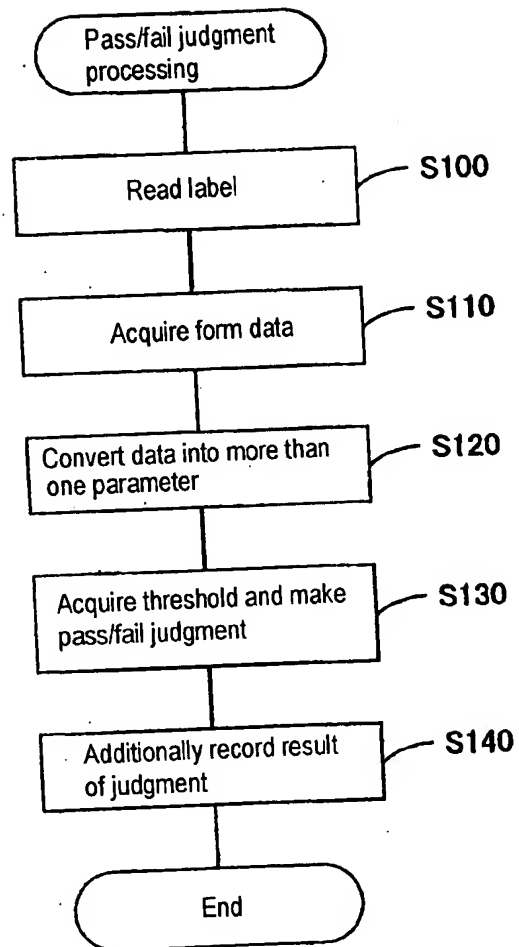 Pass/fail judgment
processing
Read label
S100
Acquire form data
S110
Convert data into more than
one parameter
S120
Acquire threshold and make
pass/fail judgment
S130
Additionally record result
of judgment
S140
End